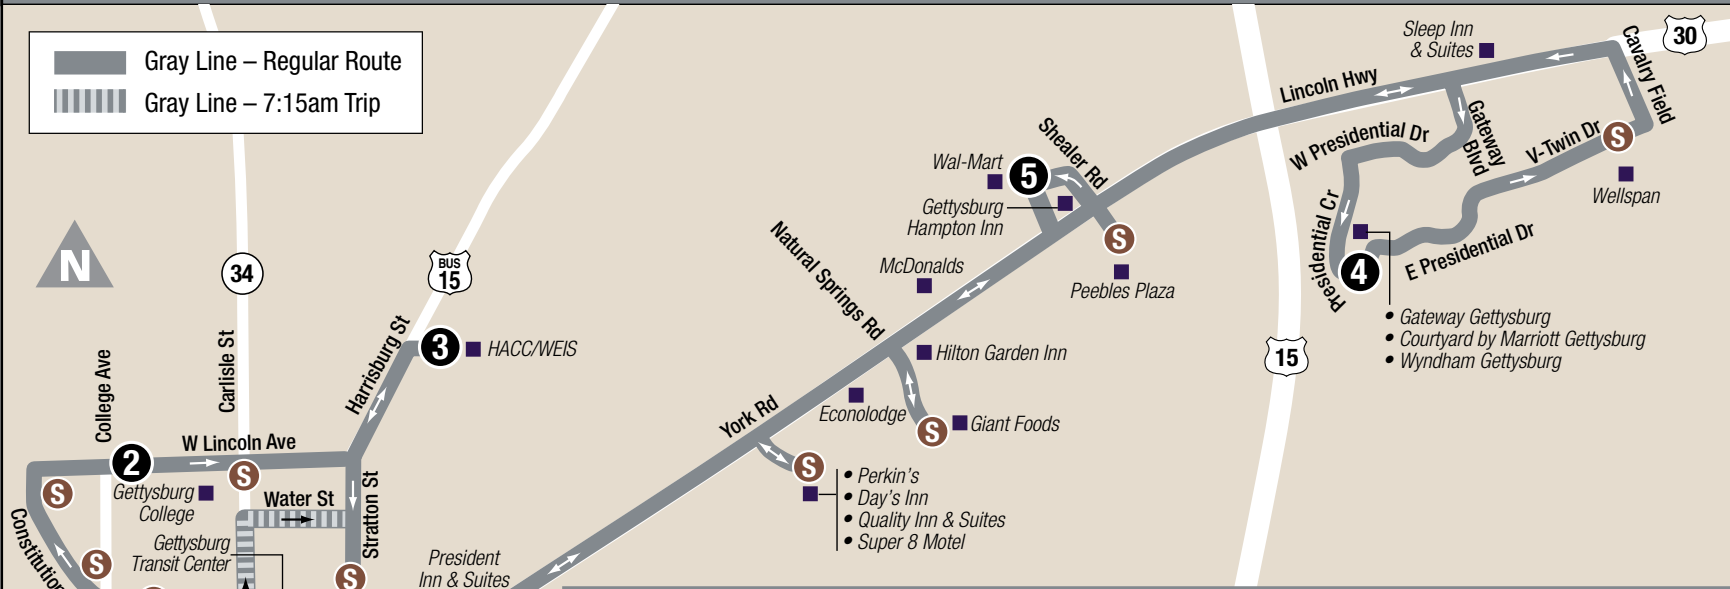 Gray Line – Regular Route
Gray Line – 7:15am Trip
N
34
BUS
15
College Ave
Carlisle St
Harrisburg St
3
HACC/WEIS
2
W Lincoln Ave
S
S
Gettysburg
College
Water St
Stratton St
Gettysburg
Transit Center
Constitution
S
S
President
Inn & Suites
York Rd
S
• Perkin's
• Day's Inn
• Quality Inn & Suites
• Super 8 Motel
Econolodge
S
Giant Foods
Hilton Garden Inn
McDonalds
Natural Springs Rd
Wal-Mart
5
Shealer Rd
Gettysburg
Hampton Inn
S
Peebles Plaza
Lincoln Hwy
Sleep Inn
& Suites
30
Cavalry Field
Gateway
Blvd
W Presidential Dr
V-Twin Dr
S
Wellspan
Presidential Cr
4
E Presidential Dr
• Gateway Gettysburg
• Courtyard by Marriott Gettysburg
• Wyndham Gettysburg
15